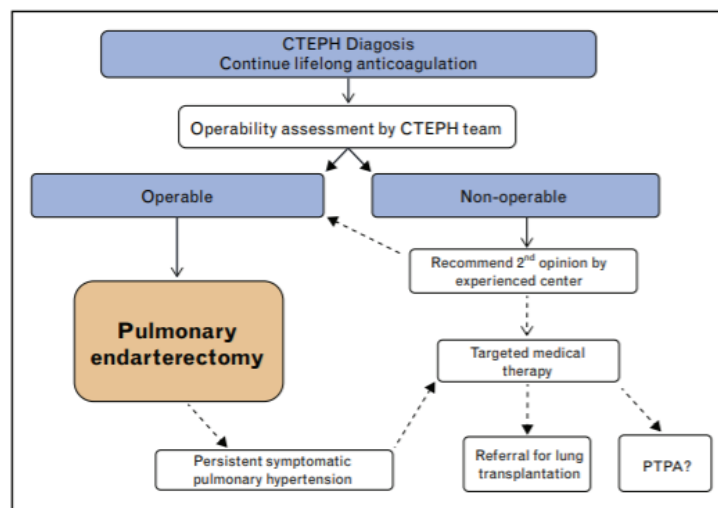 CTEPH Diagosis
Continue lifelong anticoagulation
Operability assessment by CTEPH team
Operable
Non-operable
Recommend 2nd opinion by
experienced center
Pulmonary
endarterectomy
Targeted medical
therapy
Persistent symptomatic
pulmonary hypertension
Referral for lung
transplantation
PTPA?